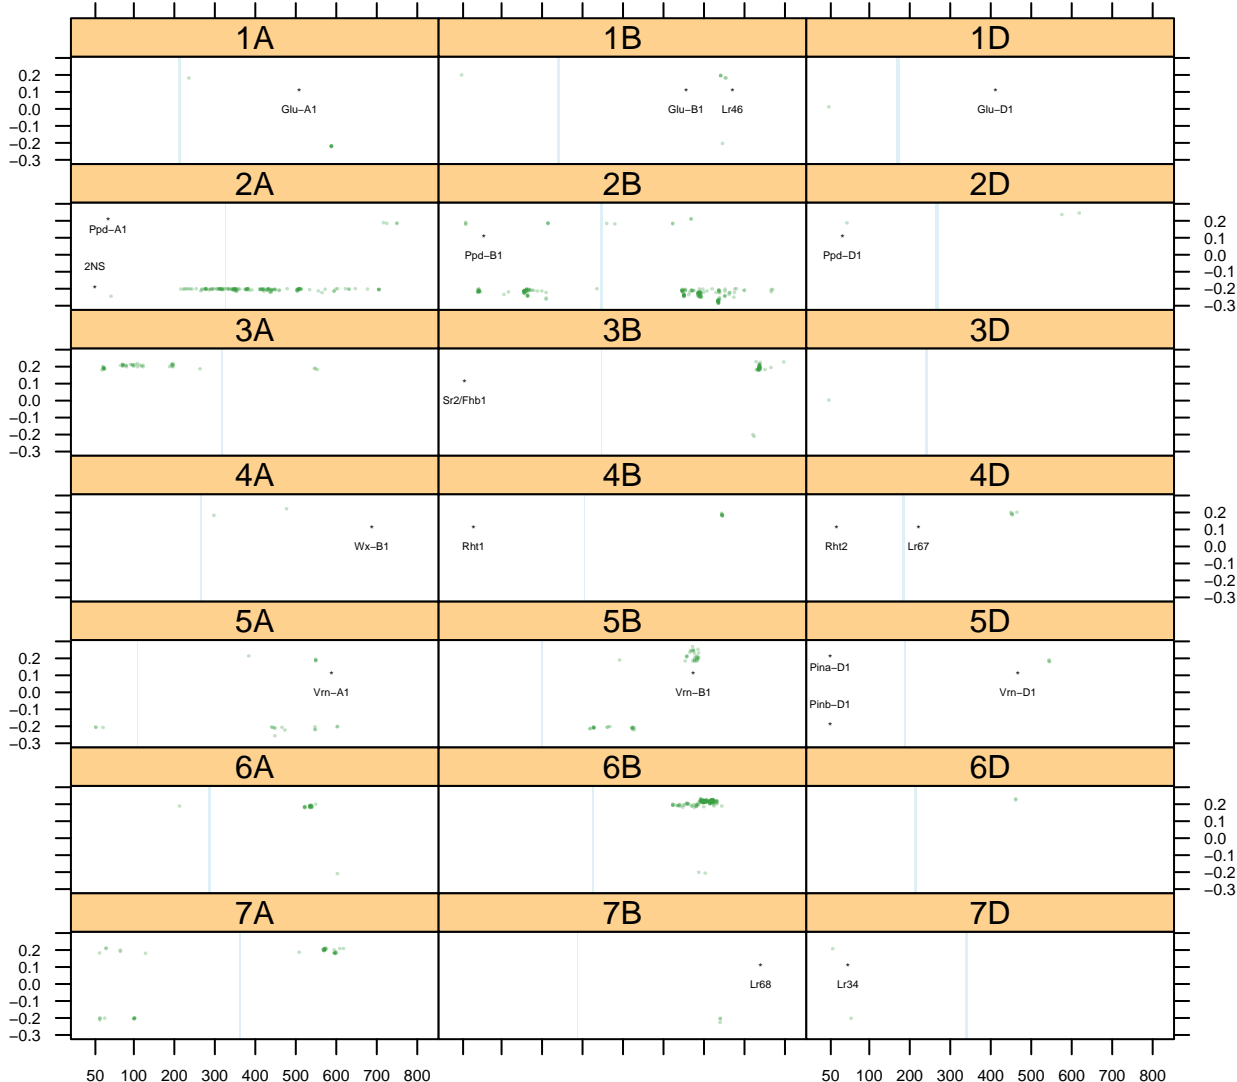 1A 1B 1D
0.2
0.1
0.0
−0.1
−0.2
−0.3
Glu−A1 Glu−B1 Lr46 Glu−D1
2A 2B 2D
Ppd−A1
2NS
Ppd−B1 Ppd−D1
0.2
0.1
0.0
−0.1
−0.2
−0.3
3A 3B 3D
0.2
0.1
0.0
−0.1
−0.2
−0.3
Sr2/Fhb1
4A 4B 4D
Wx−B1 Rht1 Rht2 Lr67
0.2
0.1
0.0
−0.1
−0.2
−0.3
5A 5B 5D
0.2
0.1
0.0
−0.1
−0.2
−0.3
Vrn−A1 Vrn−B1 Pina−D1
Pinb−D1
Vrn−D1
6A 6B 6D
0.2
0.1
0.0
−0.1
−0.2
−0.3
7A 7B 7D
0.2
0.1
0.0
−0.1
−0.2
−0.3
Lr68 Lr34
50 100 200 300 400 500 600 700 800 50 100 200 300 400 500 600 700 800